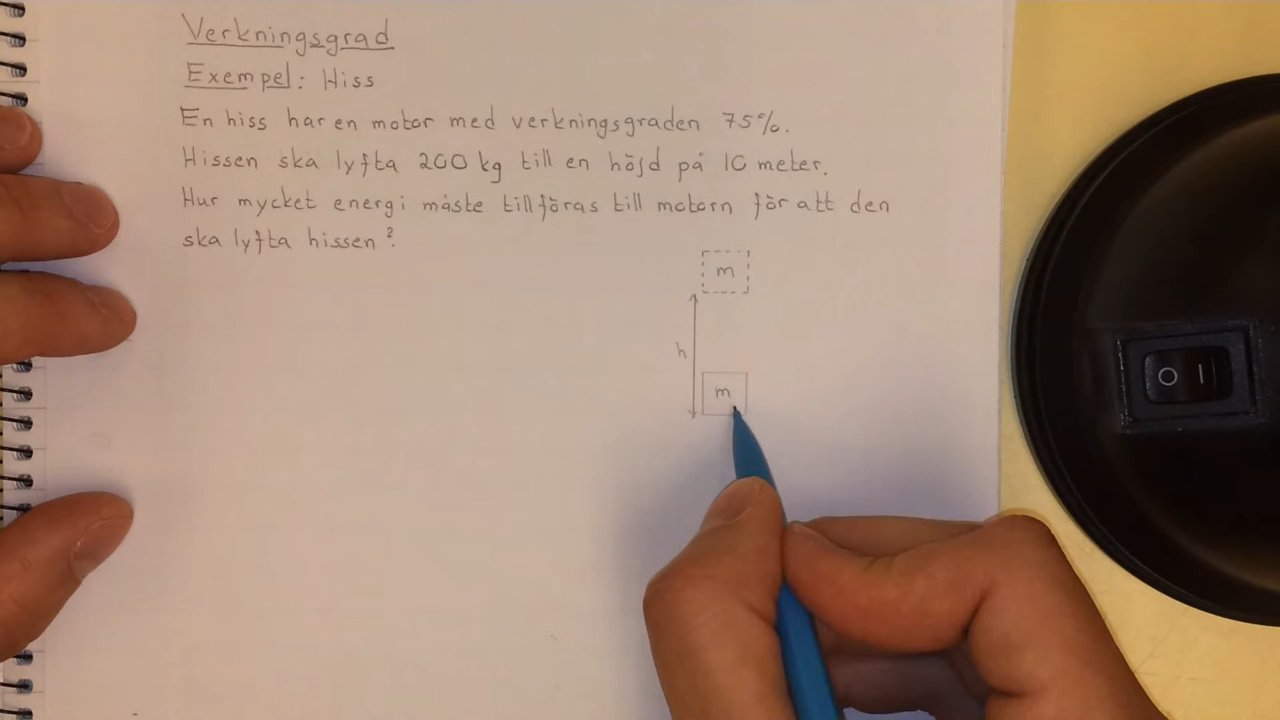 Verkningsgrad
Exempel: Hiss
En hiss har en motor med verkningsgraden 75%.
Hissen ska lyfta 200 kg till en höjd på 10 meter.
Hur mycket energi måste tillföras till motorn för att den
ska lyfta hissen?
m
h
m